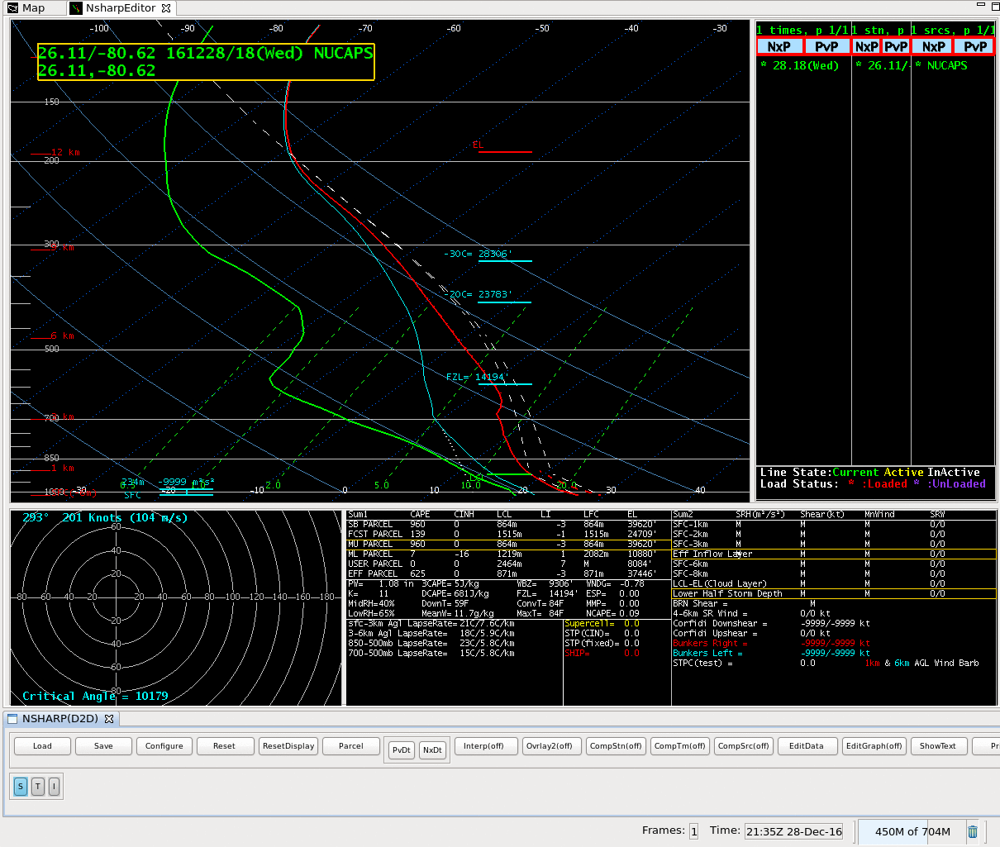 Map NsharpEditor
-100 -90 -80 -70 -60 -50 -40 -30
26.11/-80.62 161228/18(Wed) NUCAPS
26.11,-80.62
150
12 km
200
EL
300 km
-30C= 28306'
-20C= 23783'
6 km
500
FZL= 14194'
700 km
850
1 km
234m -9999 m²s²
0.5 1.0 2.0 5.0 10.0 20.0
SFC
1000 -30 -20 -10 10 20 30 40
1 times, p 1/1 1 stn, p 1 srcs, p 1/1
NxP PvP NxP PvP NxP PvP
* 28.18(Wed) * 26.11/- * NUCAPS
Line State:Current Active InActive
Load Status: * :Loaded * :UnLoaded
293° 201 Knots (104 m/s)
60
40
20
-80 -60 -40 -20 20 40 60 80 100 120 140 160 180
-20
-40
-60
-80
Critical Angle = 10179
Sum1 CAPE CINH LCL LI LFC EL
SB PARCEL 960 0 864m -3 864m 39620'
FCST PARCEL 139 0 1515m -1 1515m 24709'
MU PARCEL 960 0 864m -3 864m 39620'
ML PARCEL 7 -16 1219m 1 2082m 10880'
USER PARCEL 0 0 2464m 7 M 8084'
EFF PARCEL 625 0 871m -3 871m 37446'
PW= 1.08 in 3CAPE= 5J/kg WBZ= 9306' WNDG= -0.78
K= 11 DCAPE= 681J/kg FZL= 14194' ESP= 0.00
MidRH=40% DownT= 59F ConvT= 84F MMP= 0.00
LowRH=65% MeanW= 11.7g/kg MaxT= 84F NCAPE= 0.09
sfc-3km Agl LapseRate= 21C/7.6C/km
3-6km Agl LapseRate= 18C/5.9C/km
850-500mb LapseRate= 23C/5.8C/km
700-500mb LapseRate= 15C/5.8C/km
Supercell= 0.0
STP(CIN)= 0.0
STP(fixed)= 0.0
SHIP= 0.0
Sum2 SRH(m²/s²) Shear(kt) MnWind SRW
SFC-1km M M M 0/0
SFC-2km M M M 0/0
SFC-3km M M M 0/0
Eff Inflow Layer M M M 0/0
SFC-6km M M 0/0
SFC-8km M M 0/0
LCL-EL(Cloud Layer) M M 0/0
Lower Half Storm Depth M M 0/0
BRN Shear = M
4-6km SR Wind = 0/0 kt
Corfidi Downshear = -9999/-9999 kt
Corfidi Upshear = 0/0 kt
Bunkers Right = -9999/-9999 kt
Bunkers Left = -9999/-9999 kt
STPC(test) = 0.0 1km & 6km AGL Wind Barb
NSHARP(D2D)
Load Save Configure Reset ResetDisplay Parcel PvDt NxDt Interp(off) Ovrlay2(off) CompStn(off) CompTm(off) CompSrc(off) EditData EditGraph(off) ShowText Pr
S T I
Frames: 1 Time: 21:35Z 28-Dec-16 450M of 704M